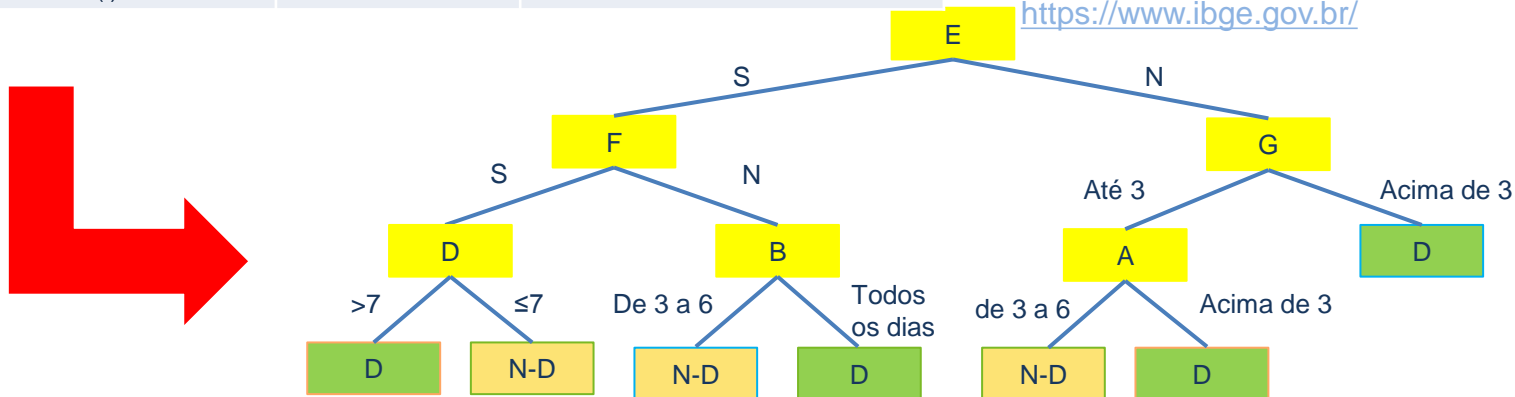 https://www.ibge.gov.br/
E
S
N
F
G
S
N
Até 3
Acima de 3
D
B
A
D
>7
≤7
De 3 a 6
Todos
os dias
de 3 a 6
Acima de 3
D
N-D
N-D
D
N-D
D